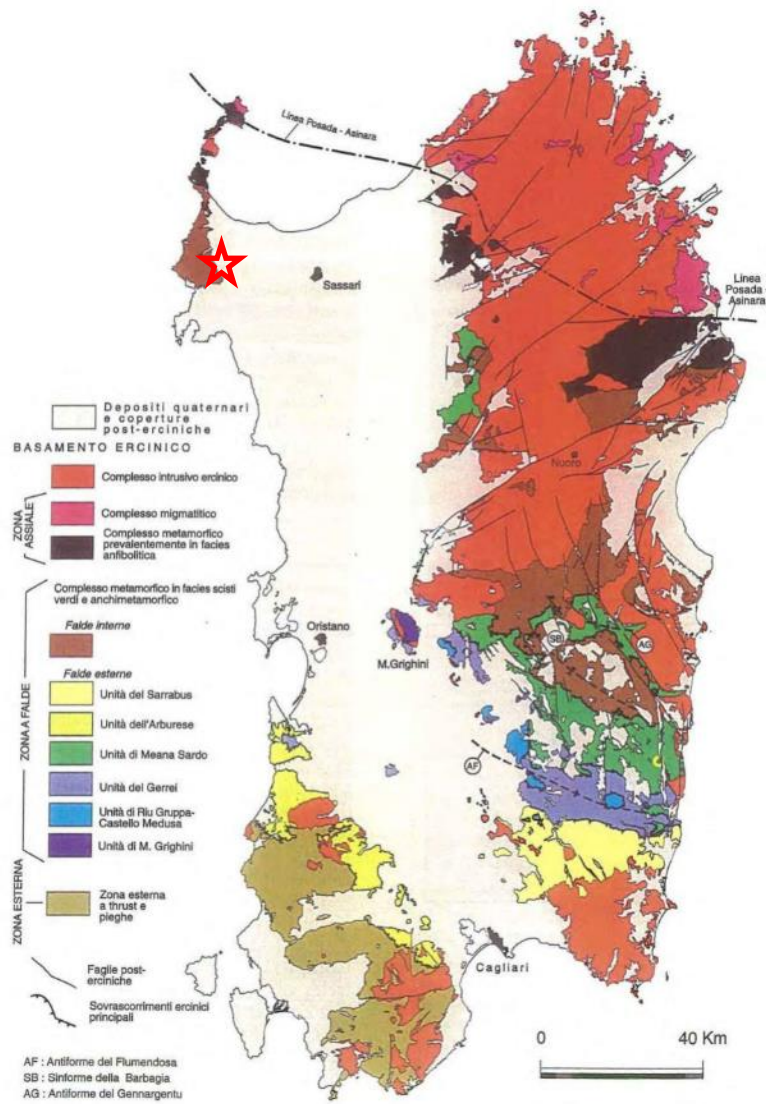 Linea Posada - Asinara
Sassari
Linea
Posada -
Asinara
Depositi quaternari
e coperture
post-erciniche
BASAMENTO ERCINICO
Complesso intrusivo ercinico
ZONA
ASSIALE
Complesso migmatitico
Complesso metamorfico
prevalentemente in facies
anfibolitica
Nuoro
ZONA A FALDE
Complesso metamorfico in facies scisti
verdi e anchimetamorfico
Falde interne
Falde esterne
Unità del Sarrabus
Unità dell'Arburese
Unità di Meana Sardo
Unità del Gerrei
Unità di Riu Gruppa-
Castello Medusa
Unità di M. Grighini
Oristano
M.Grighini
SB
AG
AF
ZONA ESTERNA
Zona esterna
a thrust e
pieghe
Faglie post-
erciniche
Sovrascorrimenti ercinici
principali
Cagliari
0 40 Km
AF : Antiforme del Flumendosa
SB : Sinforme della Barbagia
AG : Antiforme del Gennargentu